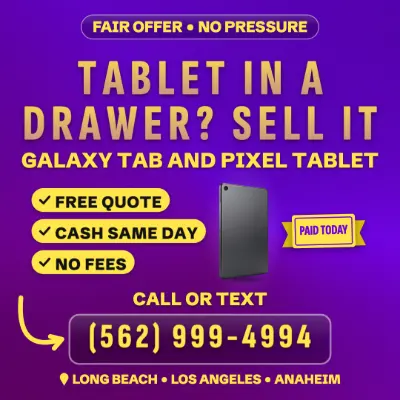 FAIR OFFER • NO PRESSURE
TABLET IN A
DRAWER? SELL IT
GALAXY TAB AND PIXEL TABLET
FREE QUOTE
CASH SAME DAY
NO FEES
PAID TODAY
CALL OR TEXT
(562) 999-4994
LONG BEACH • LOS ANGELES • ANAHEIM